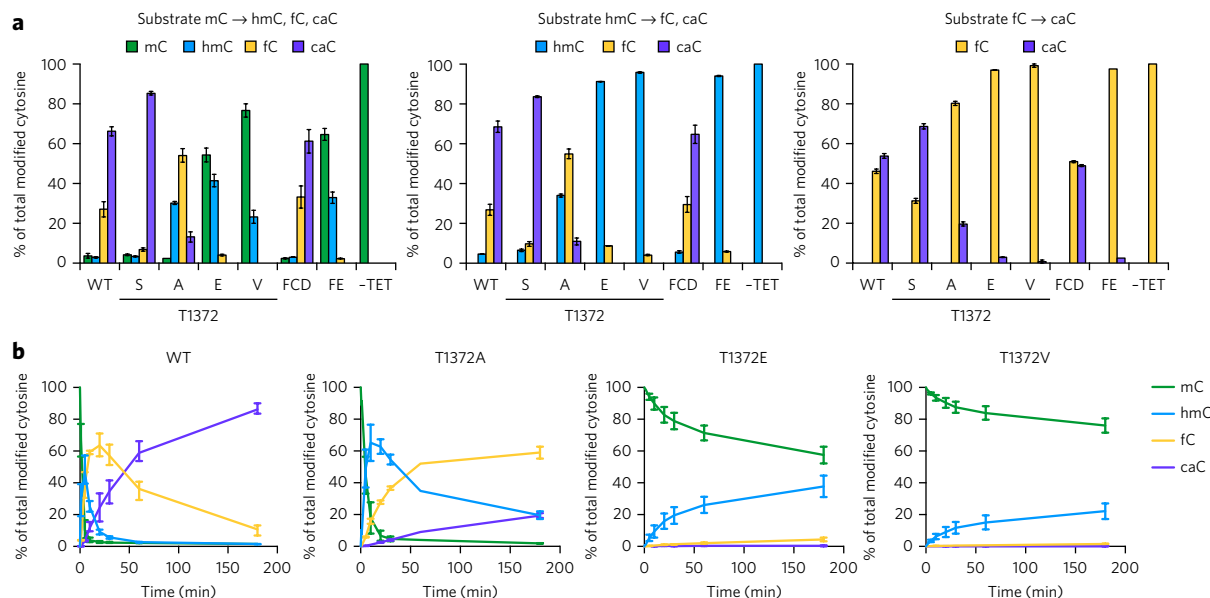 a
Substrate mC → hmC, fC, caC
mC hmC fC caC
% of total modified cytosine
100
80
60
40
20
0
WT S A E V FCD FE –TET
T1372
Substrate hmC → fC, caC
hmC fC caC
% of total modified cytosine
100
80
60
40
20
0
WT S A E V FCD FE –TET
T1372
Substrate fC → caC
fC caC
% of total modified cytosine
100
80
60
40
20
0
WT S A E V FCD FE –TET
T1372
b
WT
% of total modified cytosine
100
80
60
40
20
0
0 50 100 150 200
Time (min)
T1372A
% of total modified cytosine
100
80
60
40
20
0
0 50 100 150 200
Time (min)
T1372E
% of total modified cytosine
100
80
60
40
20
0
0 50 100 150 200
Time (min)
T1372V
% of total modified cytosine
100
80
60
40
20
0
0 50 100 150 200
Time (min)
mC
hmC
fC
caC